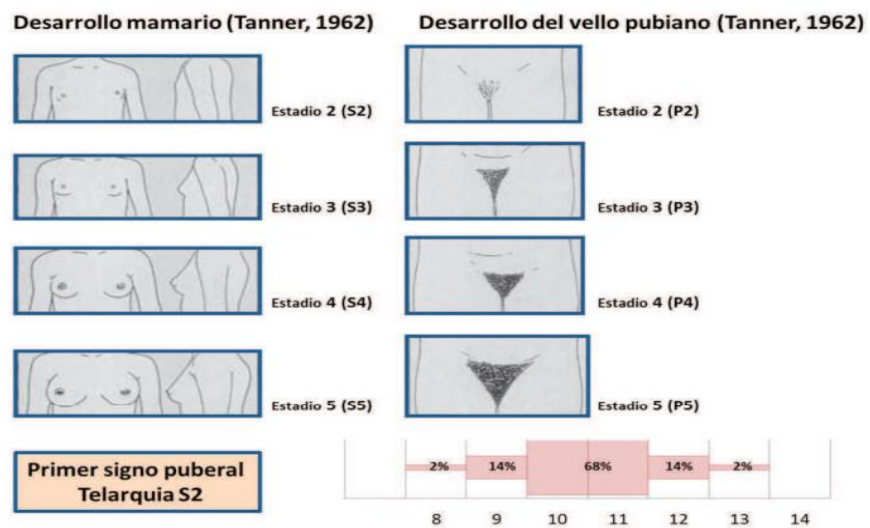 Desarrollo mamario (Tanner, 1962)
Desarrollo del vello pubiano (Tanner, 1962)
Estadio 2 (S2)
Estadio 2 (P2)
Estadio 3 (S3)
Estadio 3 (P3)
Estadio 4 (S4)
Estadio 4 (P4)
Estadio 5 (S5)
Estadio 5 (P5)
Primer signo puberal
Telarquia S2
2% 14% 68% 14% 2%
8 9 10 11 12 13 14